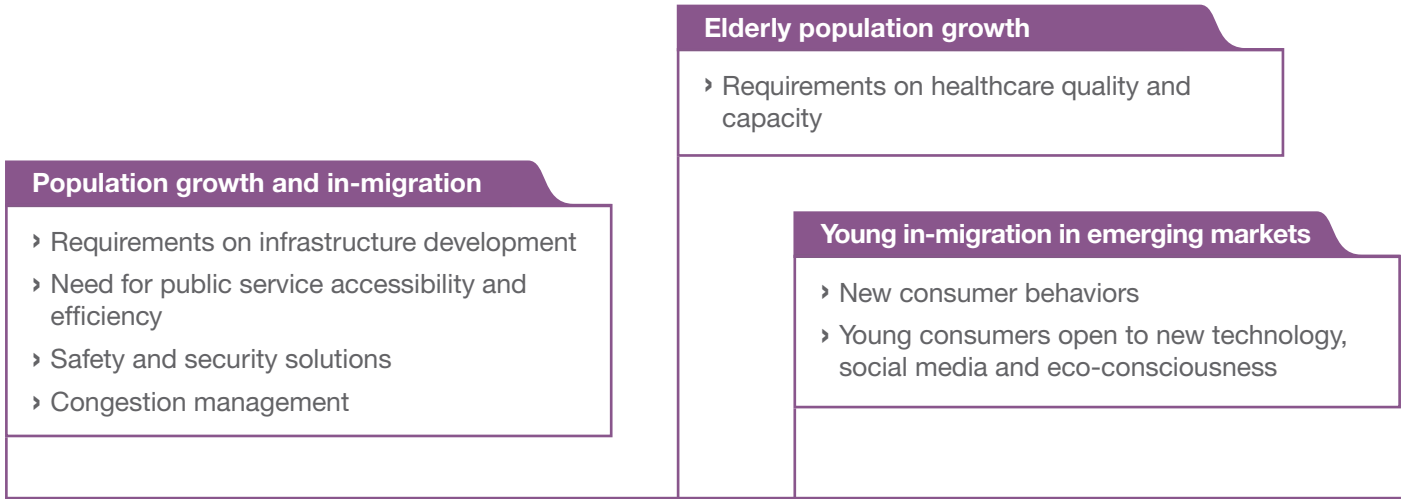 Elderly population growth
› Requirements on healthcare quality and
capacity
Population growth and in-migration
› Requirements on infrastructure development
› Need for public service accessibility and
efficiency
› Safety and security solutions
› Congestion management
Young in-migration in emerging markets
› New consumer behaviors
› Young consumers open to new technology,
social media and eco-consciousness